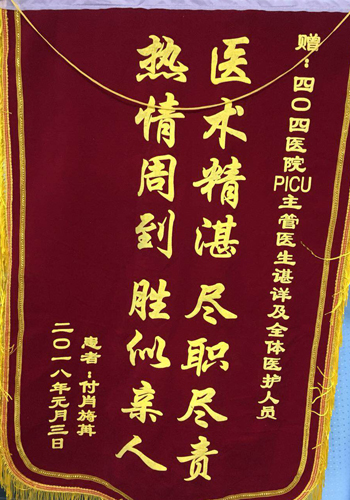 赠：四〇四医院PICU主管医生谌详及全体医护人员
医术精湛 尽职尽责
热情周到 胜似亲人
患者：付肖旖箕
二〇一八年元月三日